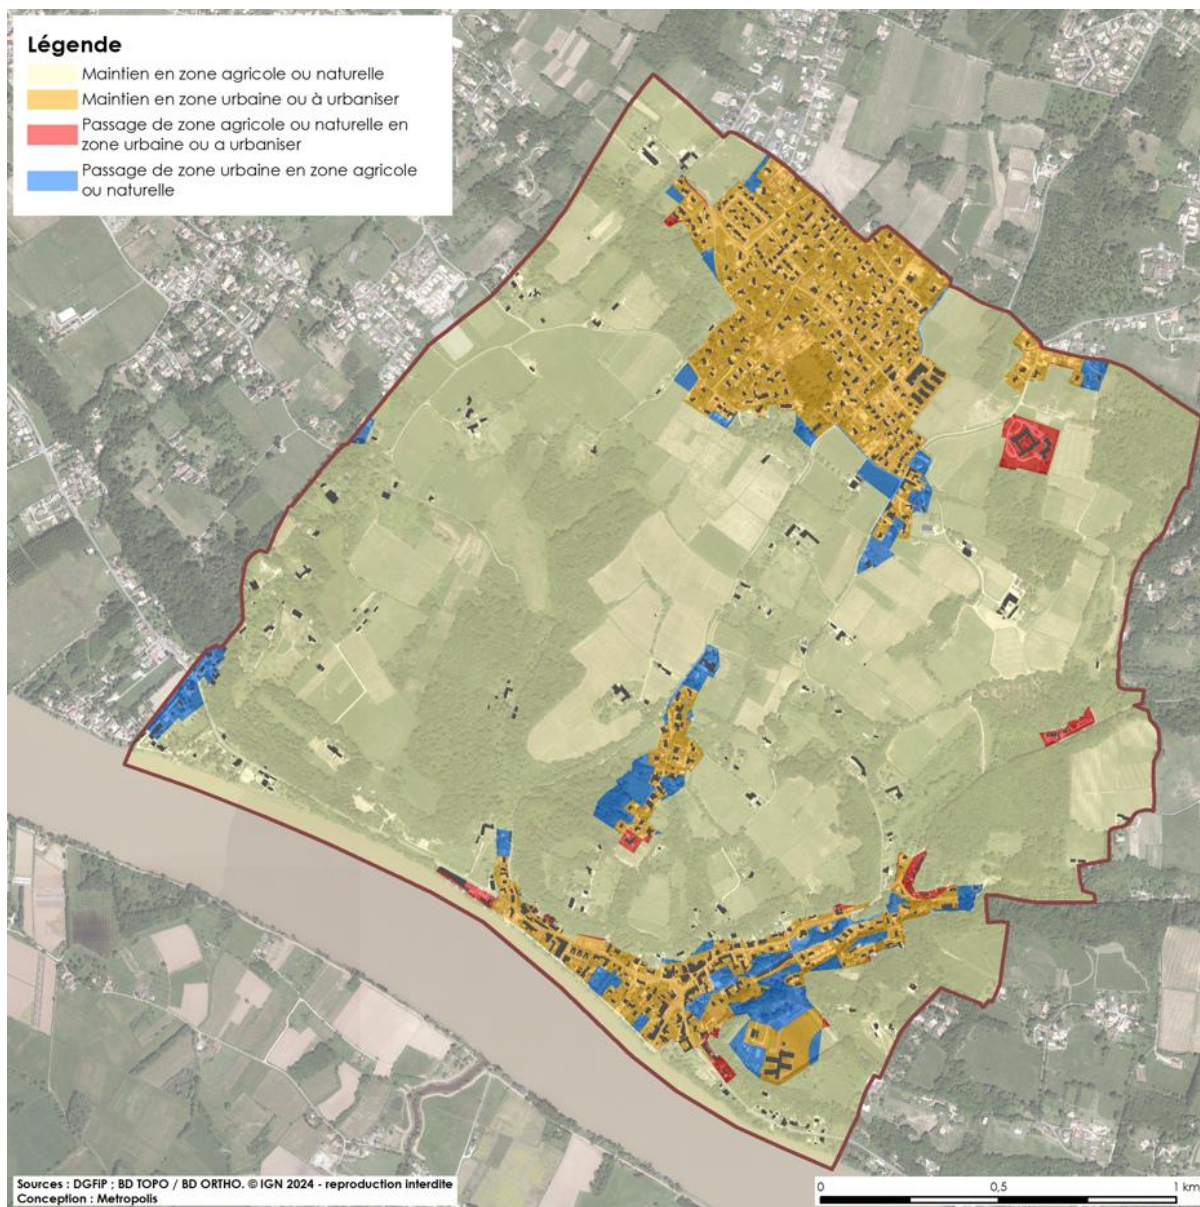 Légende
Maintien en zone agricole ou naturelle
Maintien en zone urbaine ou à urbaniser
Passage de zone agricole ou naturelle en
zone urbaine ou a urbaniser
Passage de zone urbaine en zone agricole
ou naturelle
Sources : DGFiP ; BD TOPO / BD ORTHO. © IGN 2024 - reproduction interdite
Conception : Metropolis
0 0,5 1 km